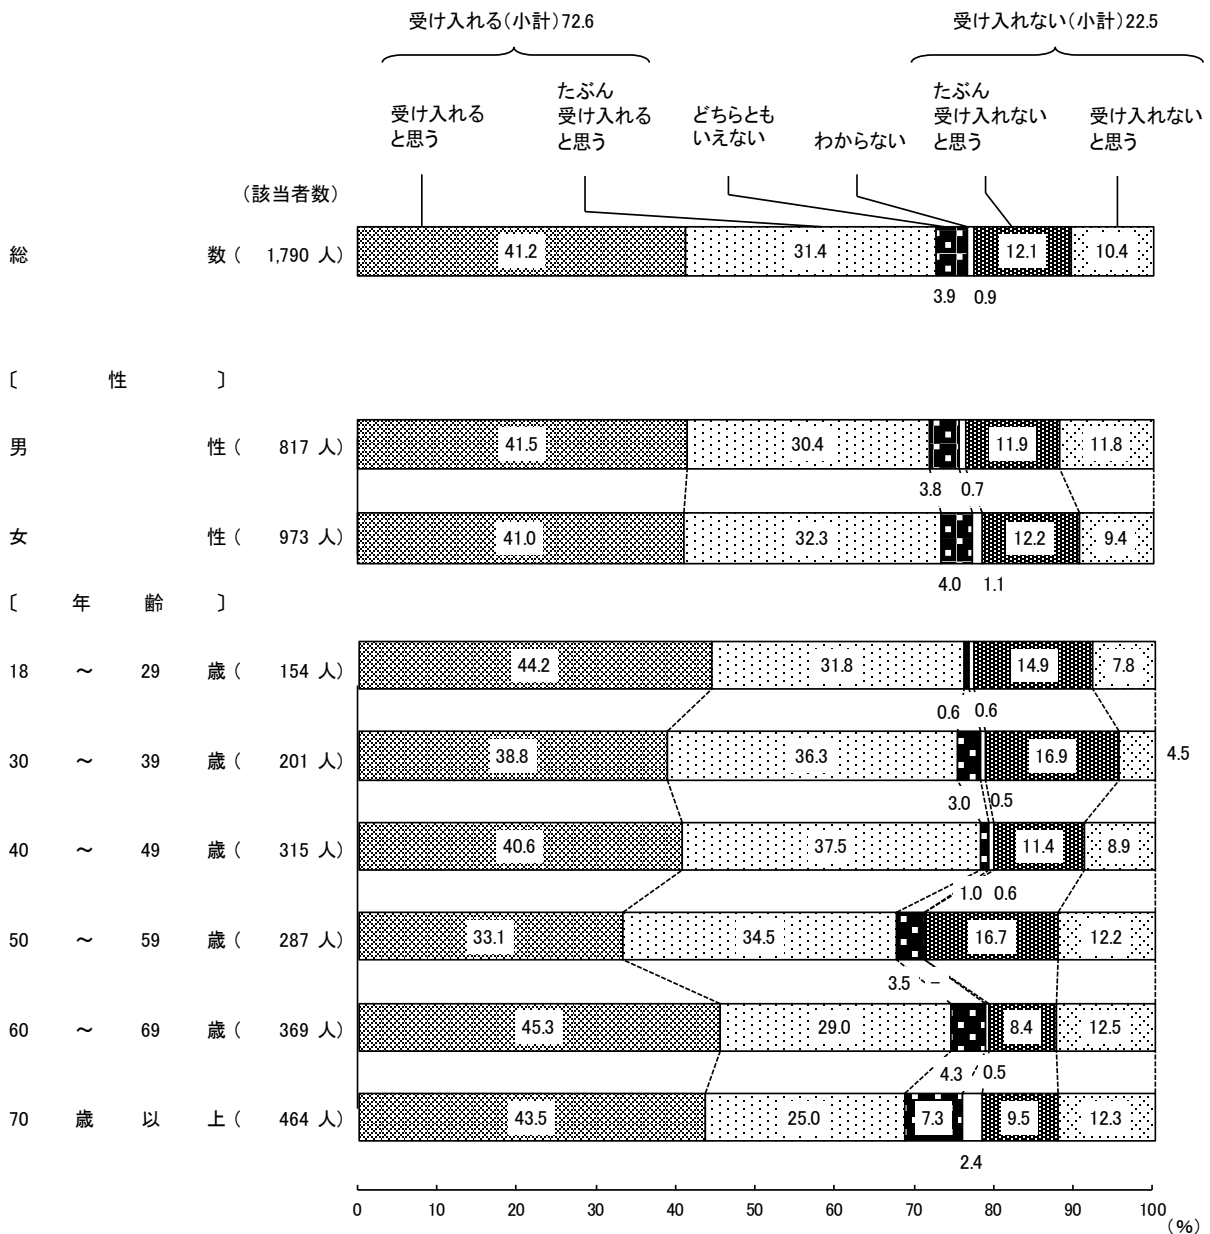 受け入れる(小計)72.6 受け入れない(小計)22.5
受け入れる
と思う
たぶん
受け入れる
と思う
どちらとも
いえない
わからない
たぶん
受け入れない
と思う
受け入れない
と思う
(該当者数)
総 数 ( 1,790 人) 41.2 31.4 12.1 10.4
3.9 0.9
〔 性 〕
男 性 ( 817 人) 41.5 30.4 11.9 11.8
3.8 0.7
女 性 ( 973 人) 41.0 32.3 12.2 9.4
4.0 1.1
〔 年 齢 〕
18 ～ 29 歳 ( 154 人) 44.2 31.8 14.9 7.8
0.6 0.6
30 ～ 39 歳 ( 201 人) 38.8 36.3 16.9 4.5
3.0 0.5
40 ～ 49 歳 ( 315 人) 40.6 37.5 11.4 8.9
1.0 0.6
50 ～ 59 歳 ( 287 人) 33.1 34.5 16.7 12.2
3.5 －
60 ～ 69 歳 ( 369 人) 45.3 29.0 8.4 12.5
4.3 0.5
70 歳 以 上 ( 464 人) 43.5 25.0 7.3 9.5 12.3
2.4
0 10 20 30 40 50 60 70 80 90 100
(%)